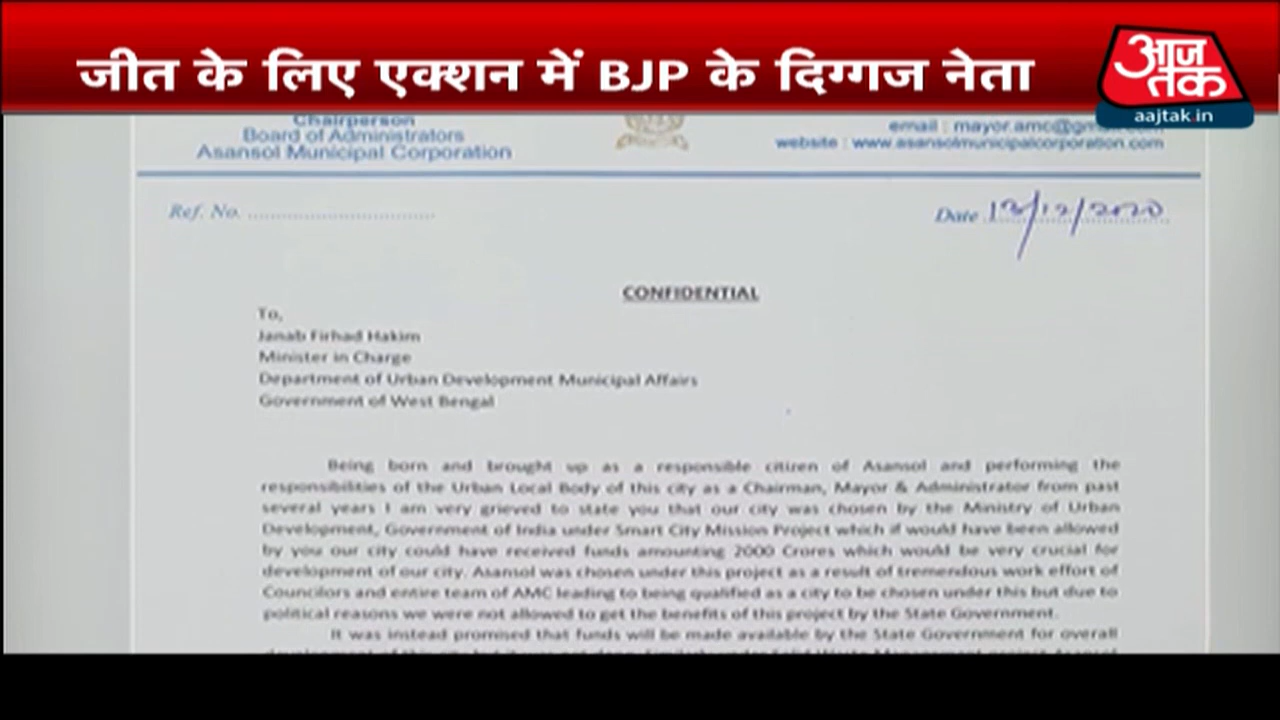 जीत के लिए एक्शन में BJP के दिग्गज नेता
आज
तक
aajtak.in
Chairperson
Board of Administrators
Asansol Municipal Corporation
email : mayor.amc@gm
website : www.asansolmunicipalcorporation.com
Ref. No. ................................
Date 13/12/2020
CONFIDENTIAL
To,
Janab Firhad Hakim
Minister in Charge
Department of Urban Development Municipal Affairs
Government of West Bengal
Being born and brought up as a responsible citizen of Asansol and performing the
responsibilities of the Urban Local Body of this city as a Chairman, Mayor & Administrator from past
several years I am very grieved to state you that our city was chosen by the Ministry of Urban
Development, Government of India under Smart City Mission Project which if would have been allowed
by you our city could have received funds amounting 2000 Crores which would be very crucial for
development of our city. Asansol was chosen under this project as a result of tremendous work effort of
Councilors and entire team of AMC leading to being qualified as a city to be chosen under this but due to
political reasons we were not allowed to get the benefits of this project by the State Government.
It was instead promised that funds will be made available by the State Government for overall